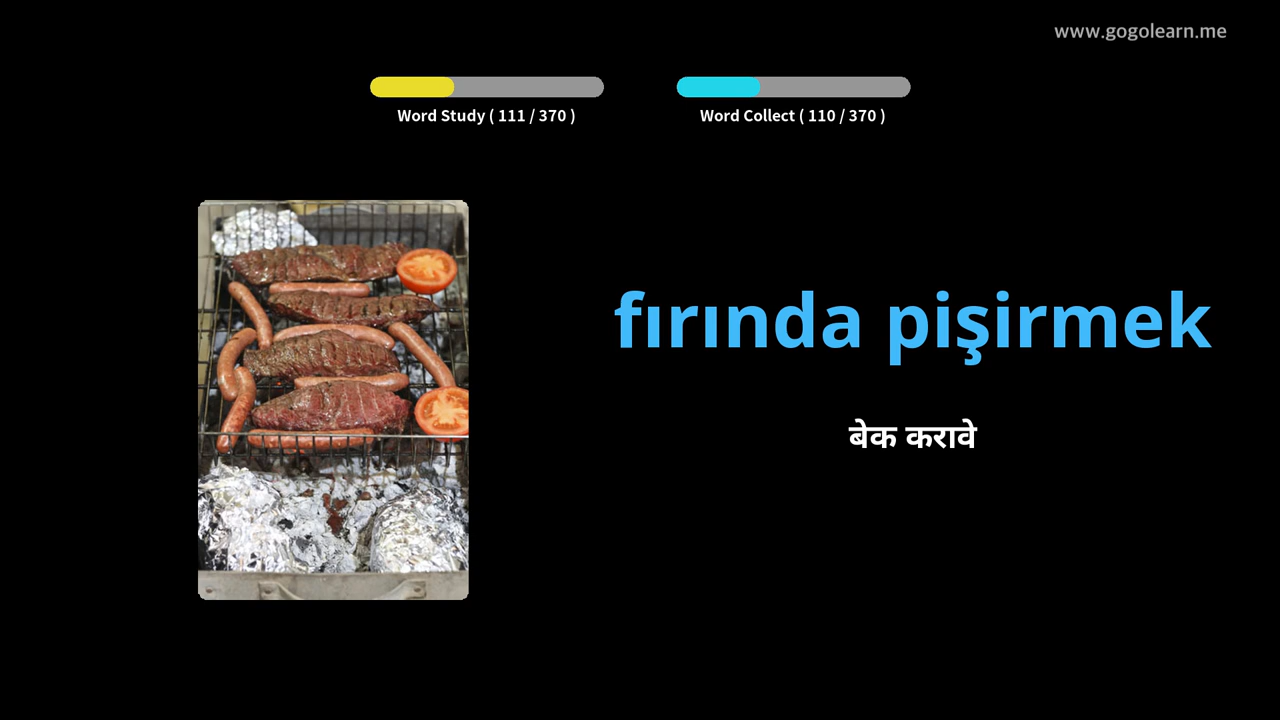 www.gogolearn.me
Word Study ( 111 / 370 )
Word Collect ( 110 / 370 )
fırında pişirmek
बेक करावे